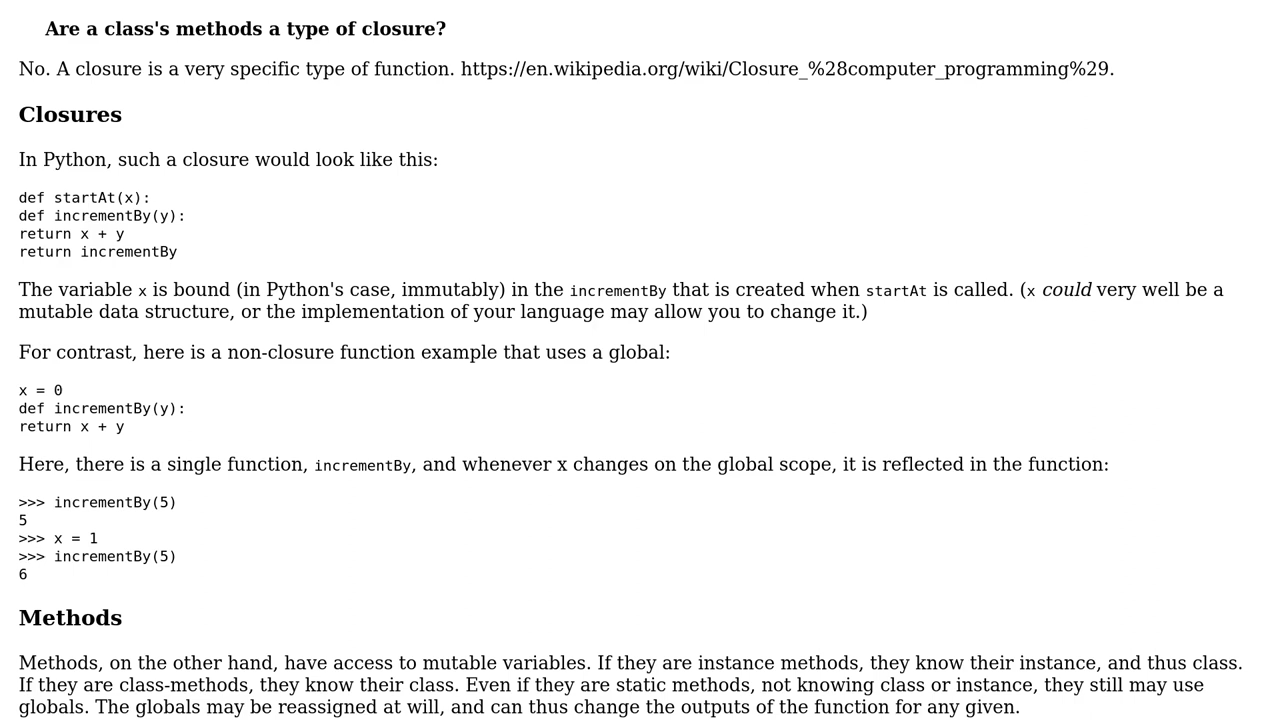 Are a class's methods a type of closure?
No. A closure is a very specific type of function. https://en.wikipedia.org/wiki/Closure_%28computer_programming%29.
Closures
In Python, such a closure would look like this:
def startAt(x):
def incrementBy(y):
return x + y
return incrementBy
The variable x is bound (in Python's case, immutably) in the incrementBy that is created when startAt is called. (x could very well be a
mutable data structure, or the implementation of your language may allow you to change it.)
For contrast, here is a non-closure function example that uses a global:
x = 0
def incrementBy(y):
return x + y
Here, there is a single function, incrementBy, and whenever x changes on the global scope, it is reflected in the function:
>>> incrementBy(5)
5
>>> x = 1
>>> incrementBy(5)
6
Methods
Methods, on the other hand, have access to mutable variables. If they are instance methods, they know their instance, and thus class.
If they are class-methods, they know their class. Even if they are static methods, not knowing class or instance, they still may use
globals. The globals may be reassigned at will, and can thus change the outputs of the function for any given.